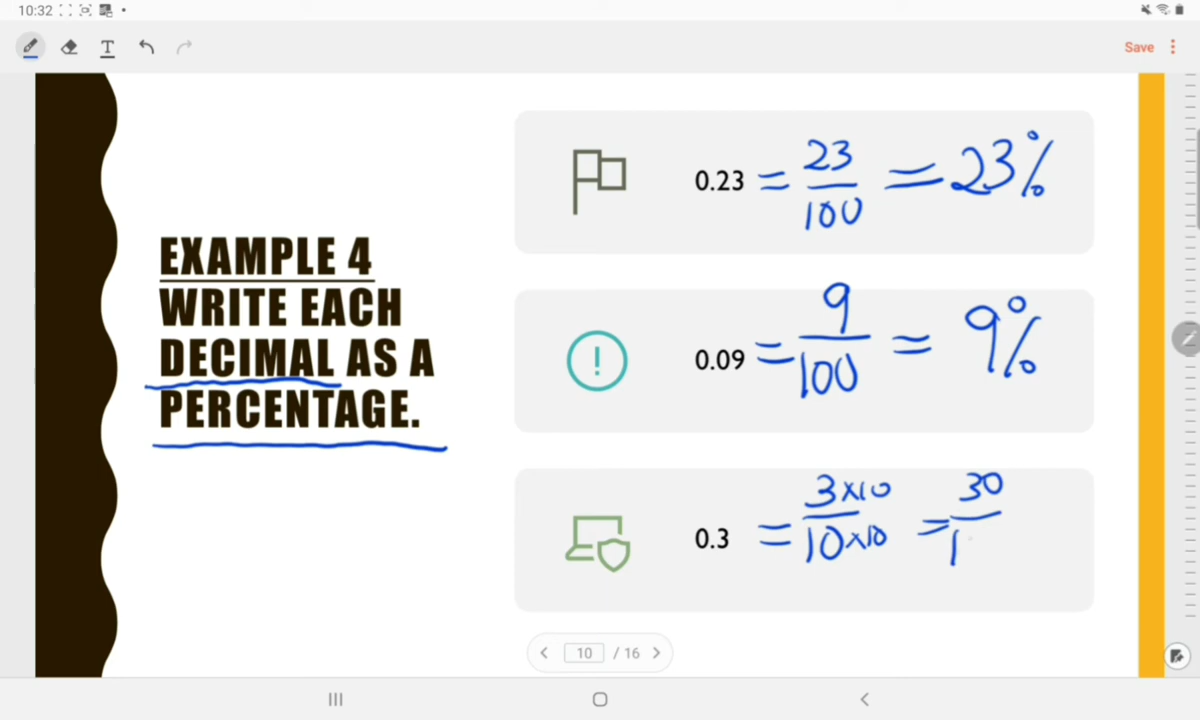 10:32
T
Save
EXAMPLE 4
WRITE EACH
DECIMAL AS A
PERCENTAGE.
0.23 = 23/100 = 23%
0.09 = 9/100 = 9%
0.3 = 3×10/10×10 = 30/1
10 / 16